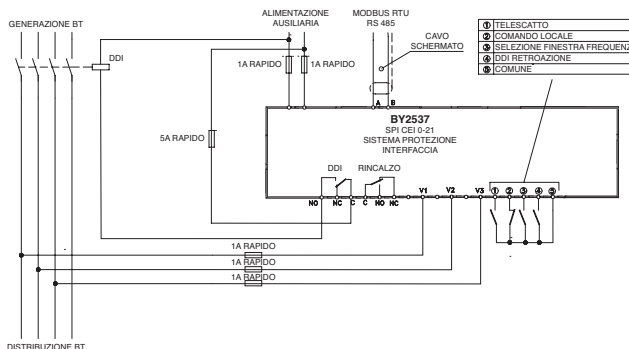 GENERAZIONE BT
ALIMENTAZIONE
AUSILIARIA
MODBUS RTU
RS 485
CAVO
SCHERMATO
① TELESCATTO
② COMANDO LOCALE
③ SELEZIONE FINESTRA FREQUENZ
④ DDI RETROAZIONE
⑤ COMUNE
DDI
1A RAPIDO
1A RAPIDO
5A RAPIDO
A B
BY2537
SPI CEI 0-21
SISTEMA PROTEZIONE
INTERFACCIA
DDI RINCALZO
V1 V2 V3 ① ② ③ ④ ⑤
NO NC C C NO NC
1A RAPIDO
1A RAPIDO
1A RAPIDO
DISTRIBUZIONE BT